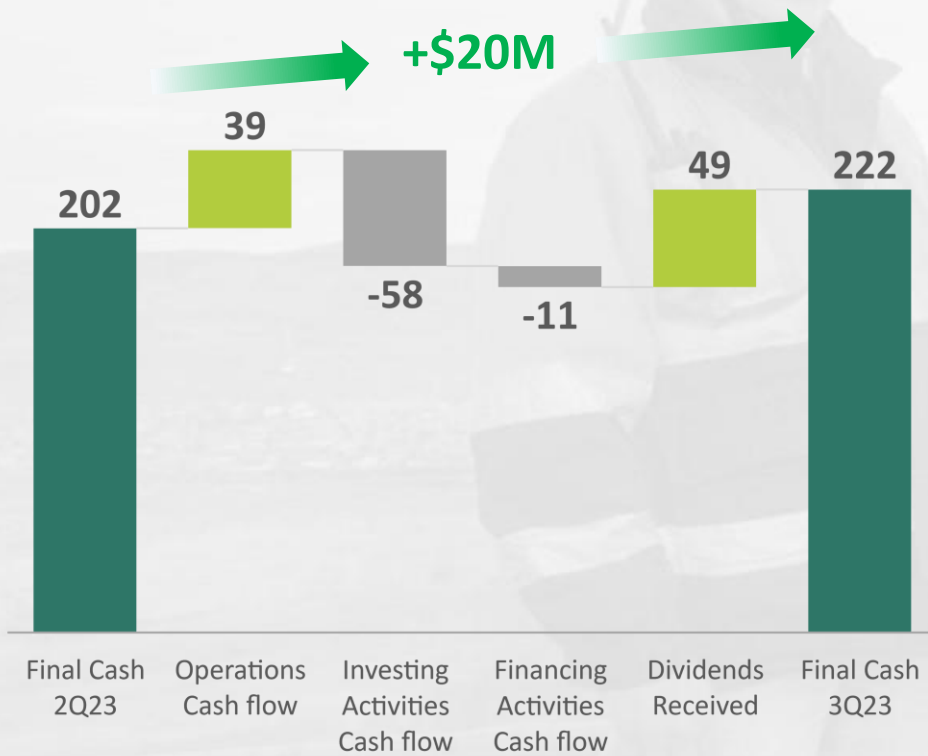 +$20M
39
202
-58
-11
49
222
Final Cash
2Q23
Operations
Cash flow
Investing
Activities
Cash flow
Financing
Activities
Cash flow
Dividends
Received
Final Cash
3Q23